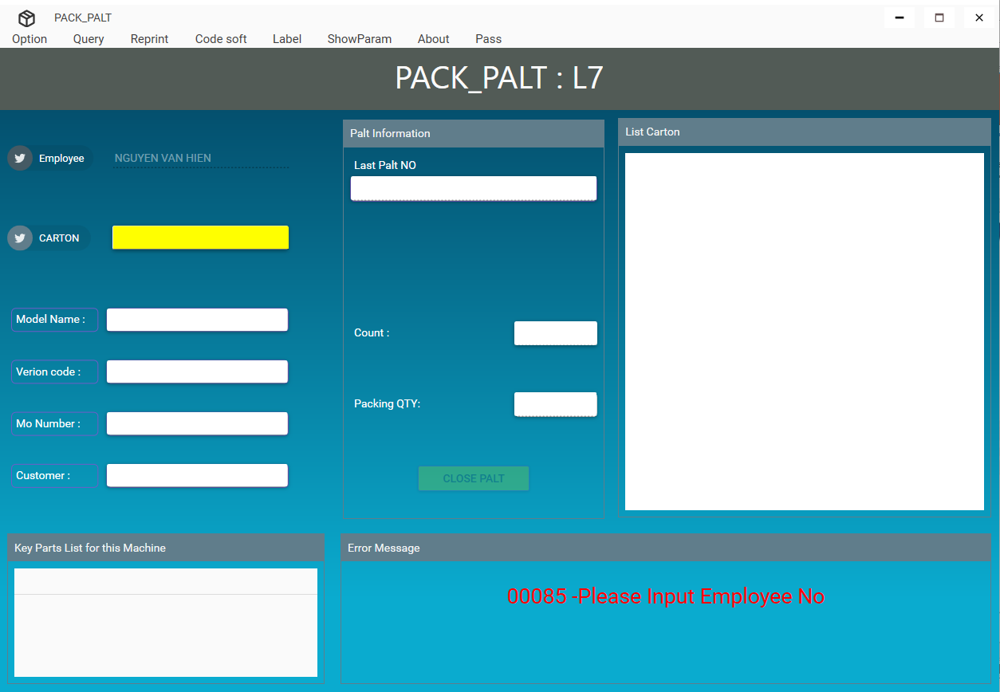 PACK_PALT
Option Query Reprint Code soft Label ShowParam About Pass
PACK_PALT : L7
Employee NGUYEN VAN HIEN
CARTON
Model Name :
Verion code :
Mo Number :
Customer :
Palt Information
Last Palt NO
Count :
Packing QTY:
CLOSE PALT
List Carton
Key Parts List for this Machine
Error Message
00085 -Please Input Employee No